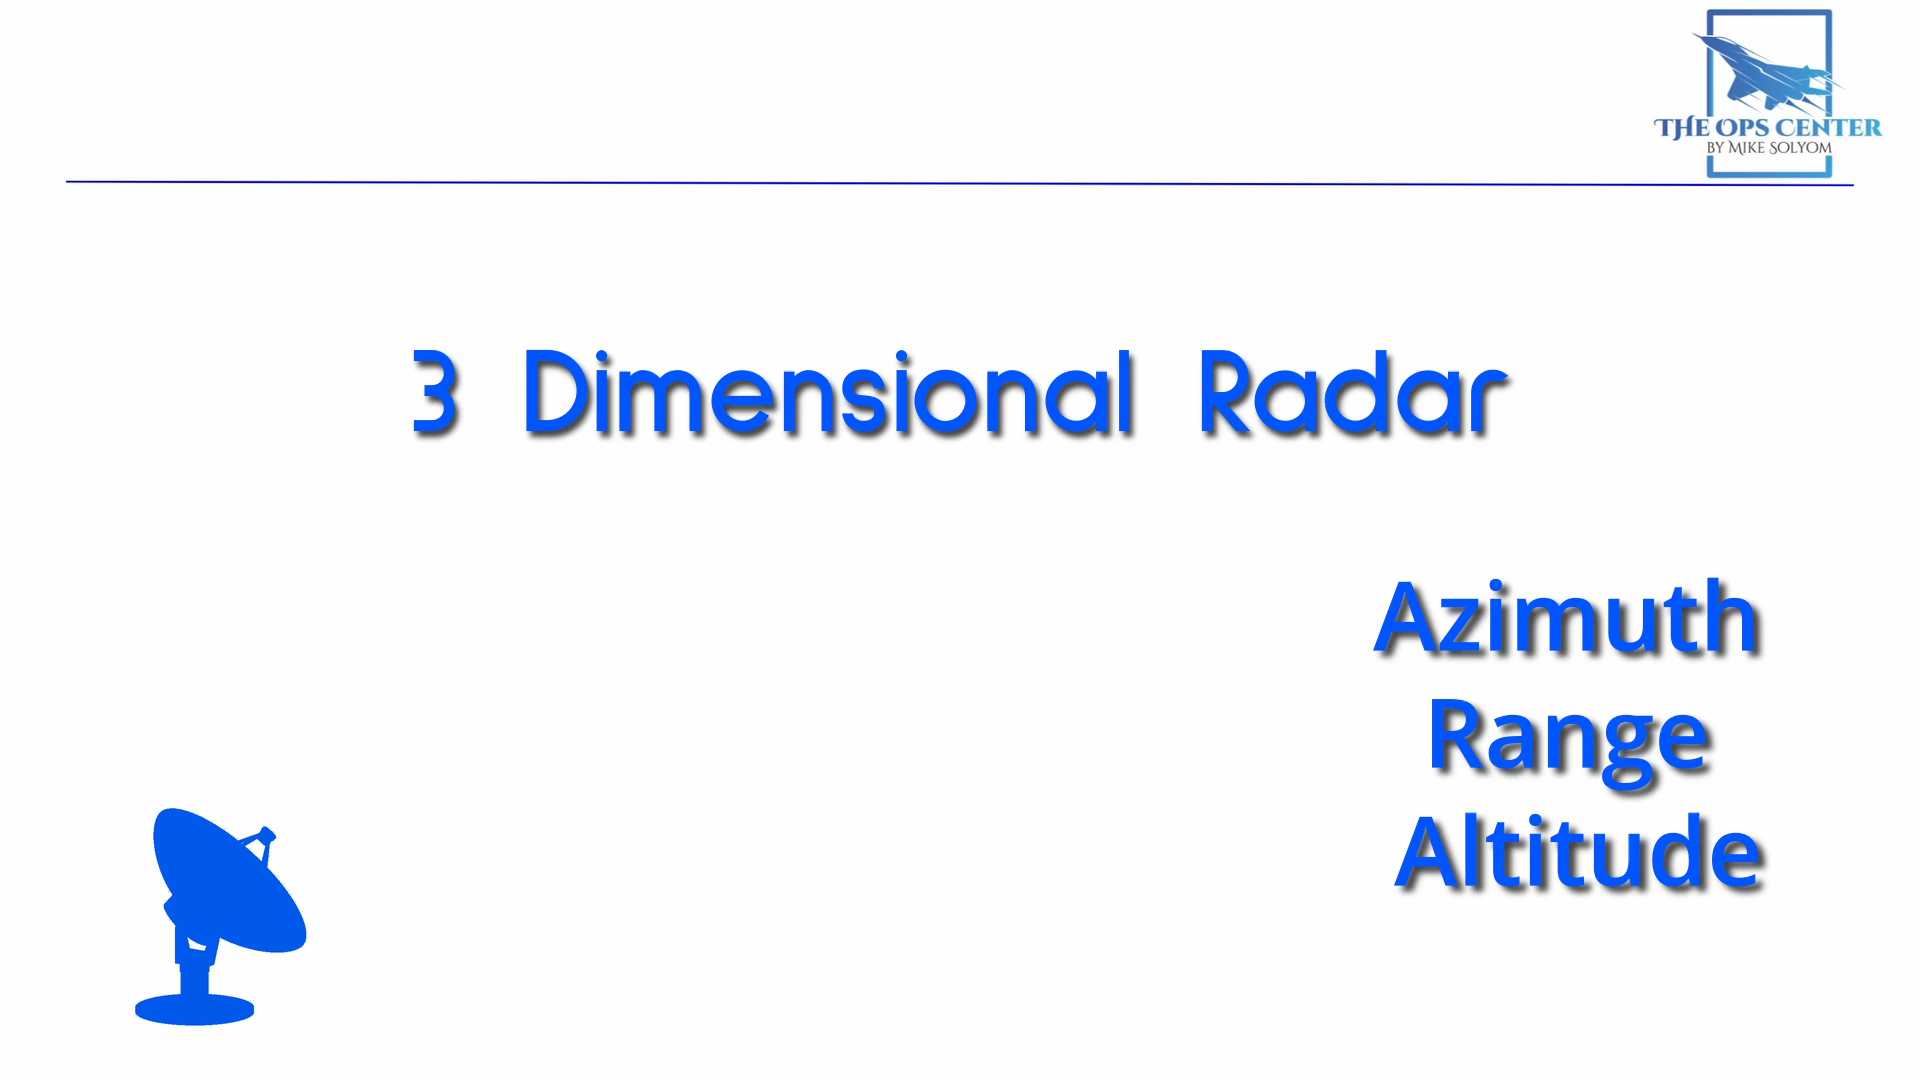 THE OPS CENTER
BY MIKE SOLYOM
3 Dimensional Radar
Azimuth
Range
Altitude